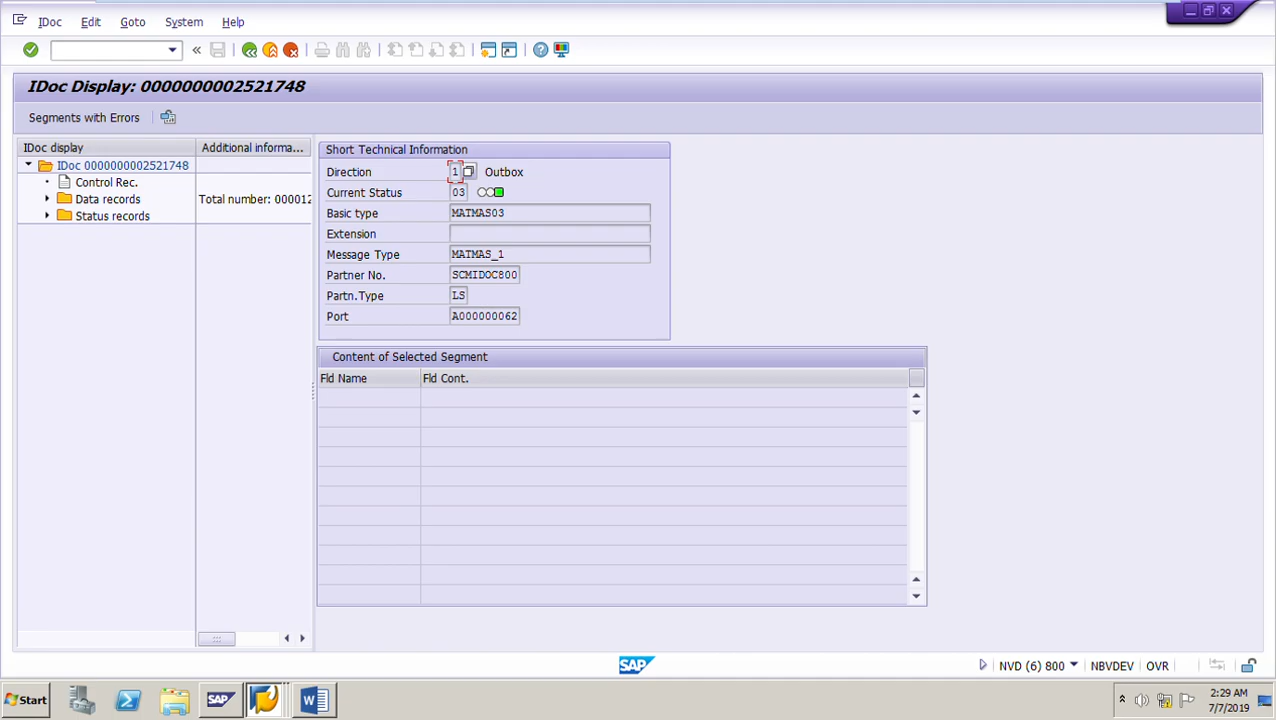 IDoc Edit Goto System Help
IDoc Display: 0000000002521748
Segments with Errors
IDoc display Additional informa...
IDoc 0000000002521748
Control Rec.
Data records Total number: 000012
Status records
Short Technical Information
Direction 1 Outbox
Current Status 03
Basic type MATMAS03
Extension
Message Type MATMAS_1
Partner No. SCMIDOC800
Partn.Type LS
Port A000000062
Content of Selected Segment
Fld Name Fld Cont.
SAP
NVD (6) 800 NBVDEV OVR
Start SAP W 2:29 AM
7/7/2019